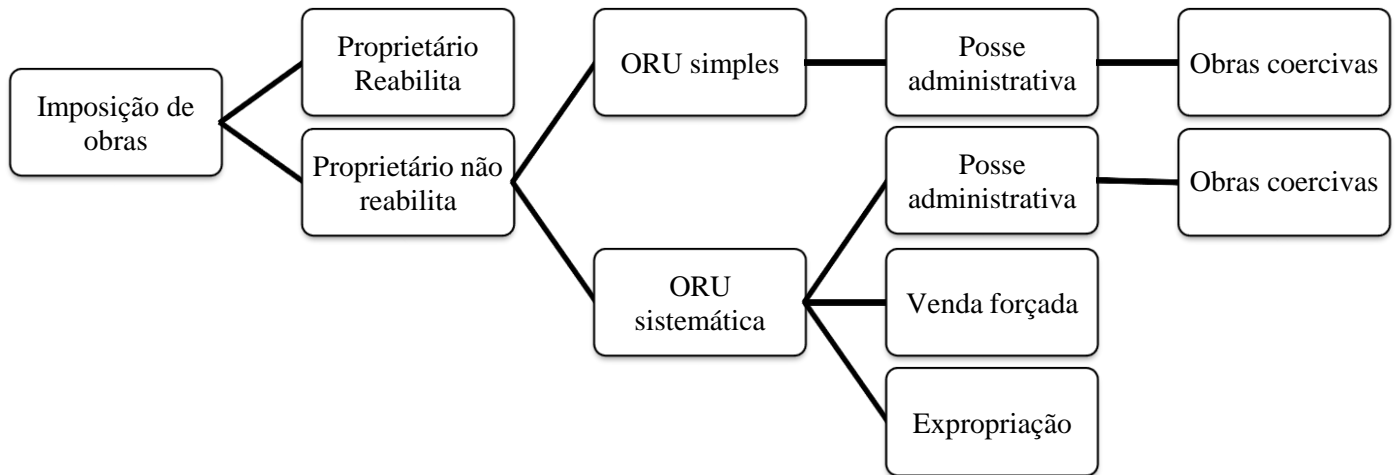 Imposição de
obras
Proprietário
Reabilita
Proprietário não
reabilita
ORU simples
Posse
administrativa
Obras coercivas
ORU
sistemática
Posse
administrativa
Obras coercivas
Venda forçada
Expropriação